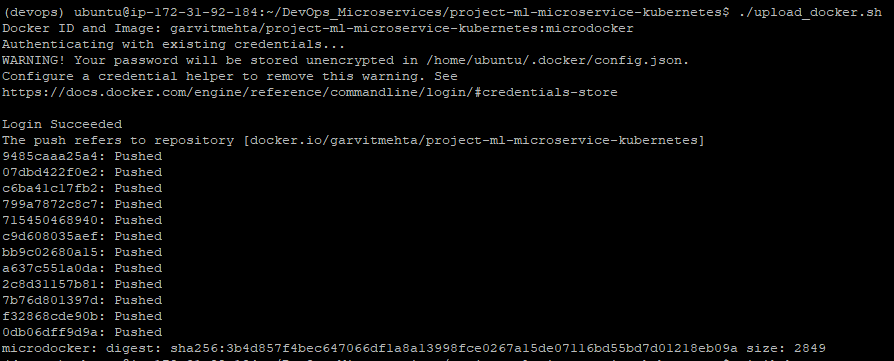 (devops) ubuntu@ip-172-31-92-184:~/DevOps_Microservices/project-ml-microservice-kubernetes$ ./upload_docker.sh
Docker ID and Image: garvitmehta/project-ml-microservice-kubernetes:microdocker
Authenticating with existing credentials...
WARNING! Your password will be stored unencrypted in /home/ubuntu/.docker/config.json.
Configure a credential helper to remove this warning. See
https://docs.docker.com/engine/reference/commandline/login/#credentials-store
Login Succeeded
The push refers to repository [docker.io/garvitmehta/project-ml-microservice-kubernetes]
9485caaa25a4: Pushed
07dbd422f0e2: Pushed
c6ba41c17fb2: Pushed
799a7872c8c7: Pushed
715450468940: Pushed
c9d608035aef: Pushed
bb9c02680a15: Pushed
a637c551a0da: Pushed
2c8d31157b81: Pushed
7b76d801397d: Pushed
f32868cde90b: Pushed
0db06dff9d9a: Pushed
microdocker: digest: sha256:3b4d857f4bec647066df1a8a13998fce0267a15de07116bd55bd7d01218eb09a size: 2849